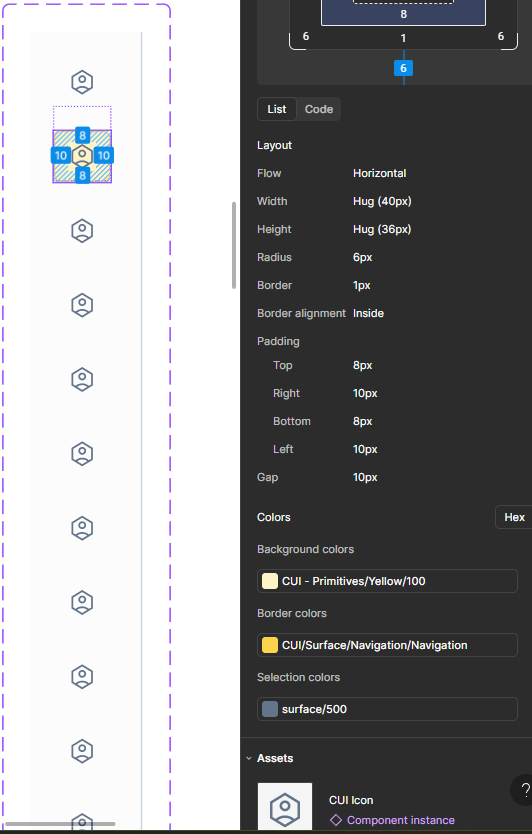 8
6 1 6
6
List Code
Layout
Flow Horizontal
Width Hug (40px)
Height Hug (36px)
Radius 6px
Border 1px
Border alignment Inside
Padding
Top 8px
Right 10px
Bottom 8px
Left 10px
Gap 10px
Colors Hex
Background colors
CUI - Primitives/Yellow/100
Border colors
CUI/Surface/Navigation/Navigation
Selection colors
surface/500
Assets
CUI Icon
Component instance
?
8
10 10
8